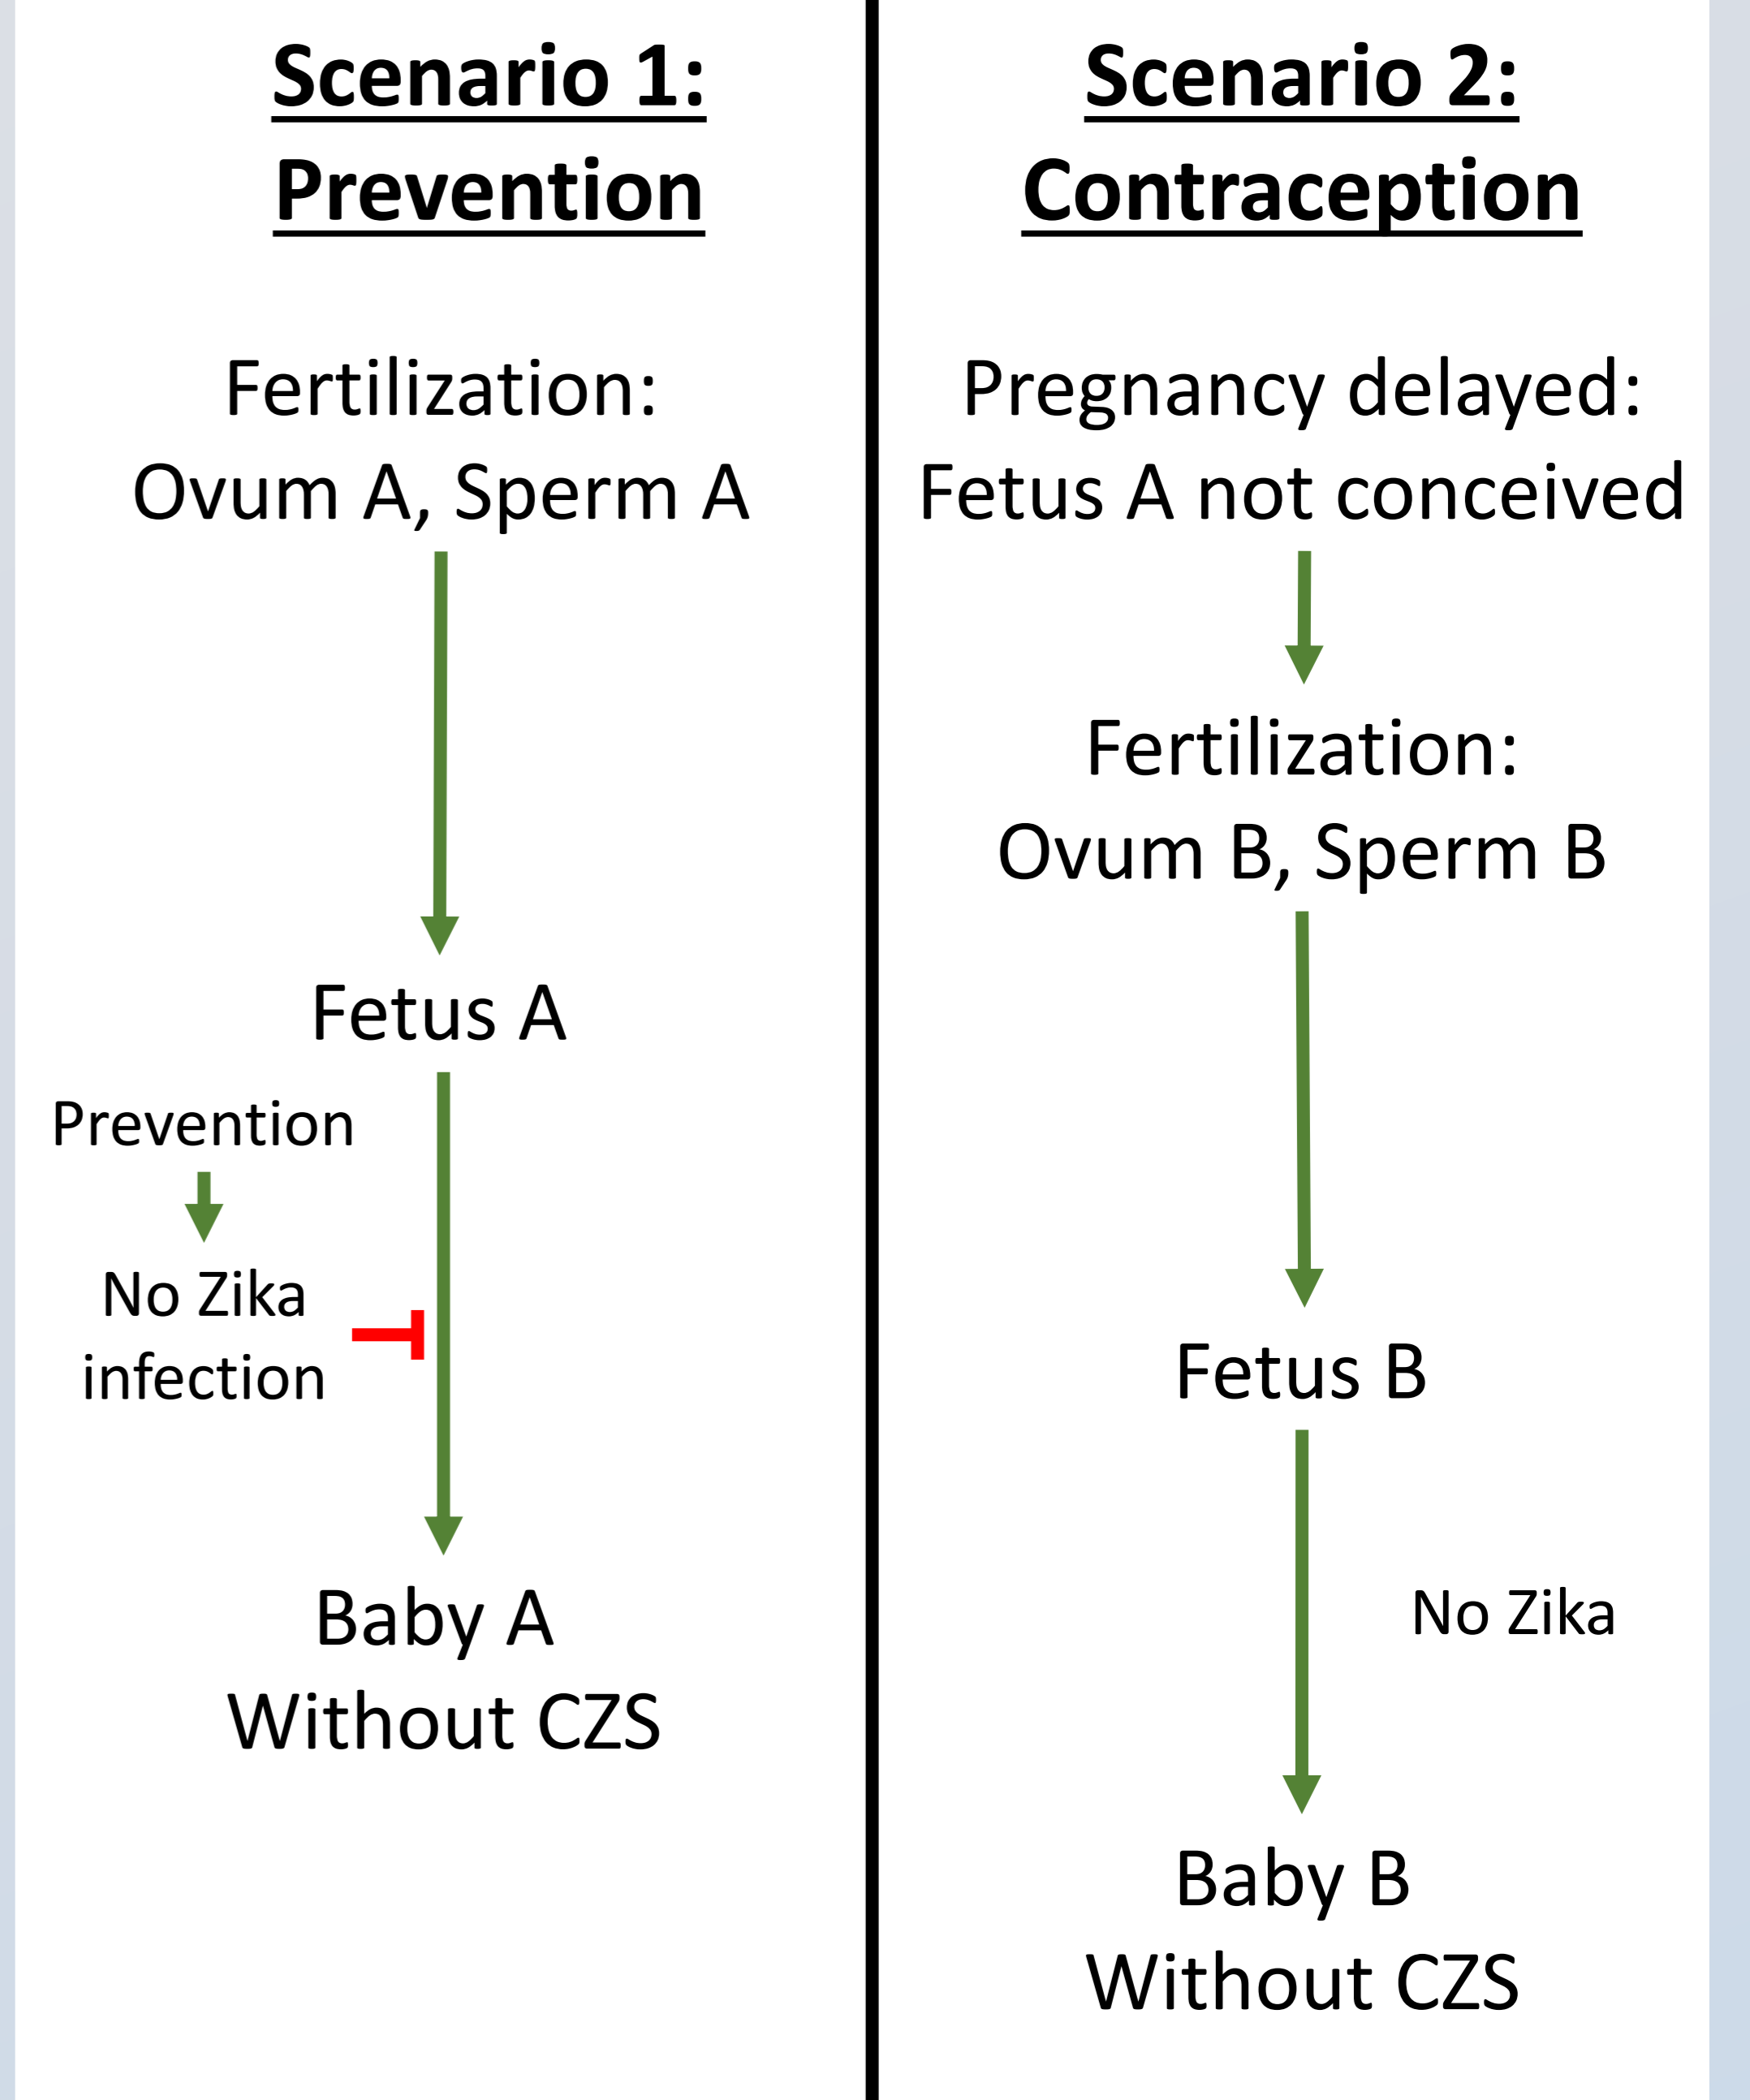 Scenario 1:
Prevention
Fertilization:
Ovum A, Sperm A
Fetus A
Prevention
No Zika
infection
Baby A
Without CZS
Scenario 2:
Contraception
Pregnancy delayed:
Fetus A not conceived
Fertilization:
Ovum B, Sperm B
Fetus B
No Zika
Baby B
Without CZS